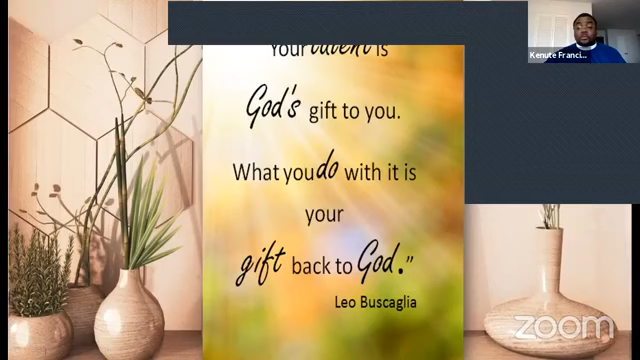 Your talent is
God's gift to you.
What you do with it is
your
gift back to God."
Leo Buscaglia
Kenute Franci...
zoom